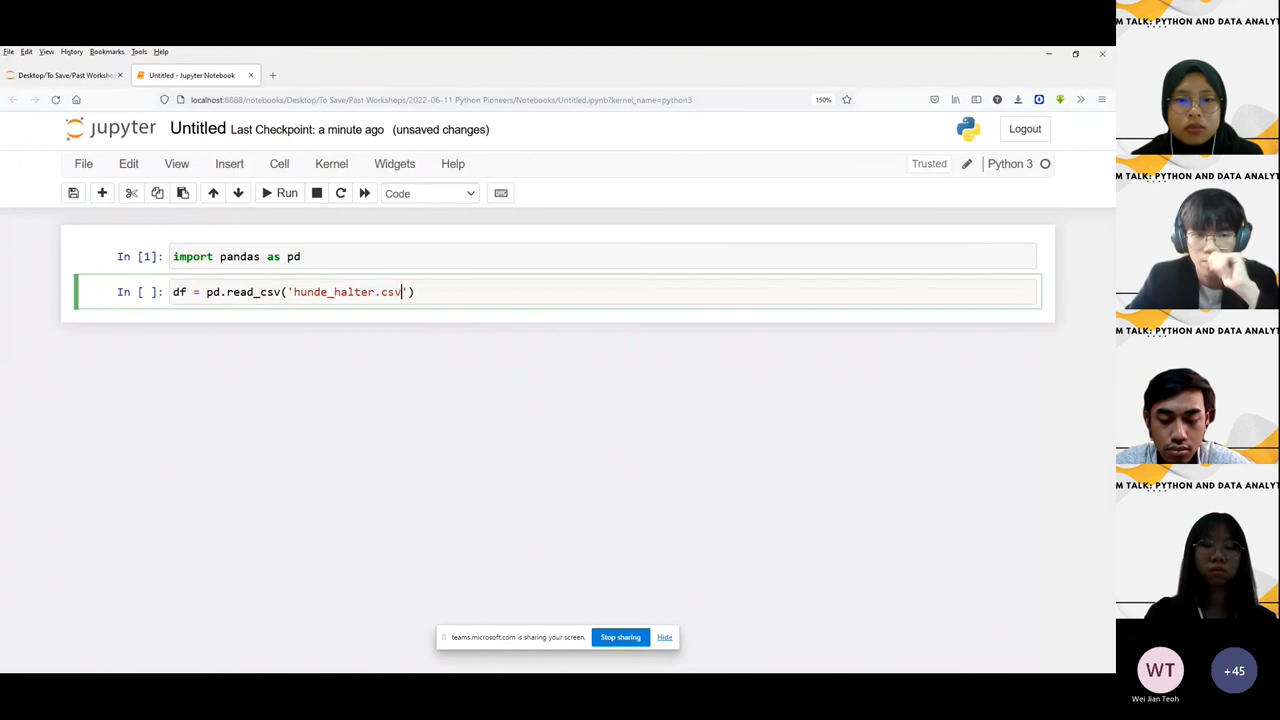 File Edit View History Bookmarks Tools Help
Desktop/To Save/Past Workshop
Untitled - Jupyter Notebook
localhost:8888/notebooks/Desktop/To Save/Past Workshops/2022-06-11 Python Pioneers/Notebooks/Untitled.ipynb?kernel_name=python3
150%
jupyter Untitled Last Checkpoint: a minute ago (unsaved changes)
Logout
File Edit View Insert Cell Kernel Widgets Help
Trusted Python 3
Run Code
In [1]: import pandas as pd
In [ ]: df = pd.read_csv('hunde_halter.csv')
teams.microsoft.com is sharing your screen. Stop sharing Hide
M TALK: PYTHON AND DATA ANALYT
M TALK: PYTHON AND DATA ANALYT
M TALK: PYTHON AND DATA ANALYT
M TALK: PYTHON AND DATA ANALYT
WT
+45
Wei Jian Teoh